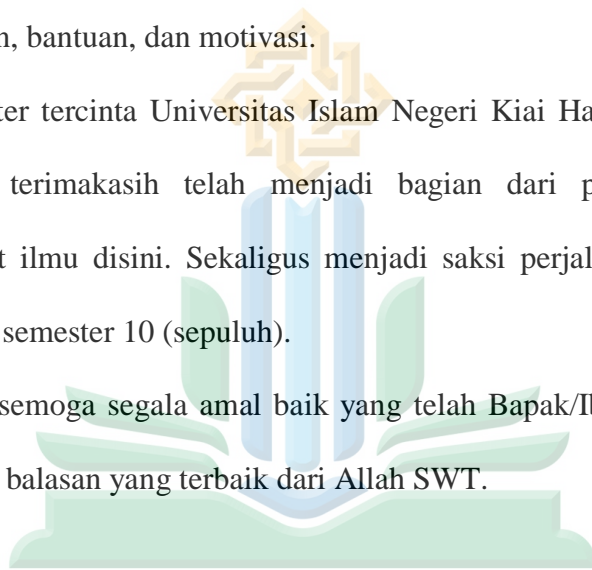 n, bantuan, dan motivasi.
ter tercinta Universitas Islam Negeri Kiai Ha
terimakasih telah menjadi bagian dari p
t ilmu disini. Sekaligus menjadi saksi perjal
semester 10 (sepuluh).
semoga segala amal baik yang telah Bapak/Ib
balasan yang terbaik dari Allah SWT.